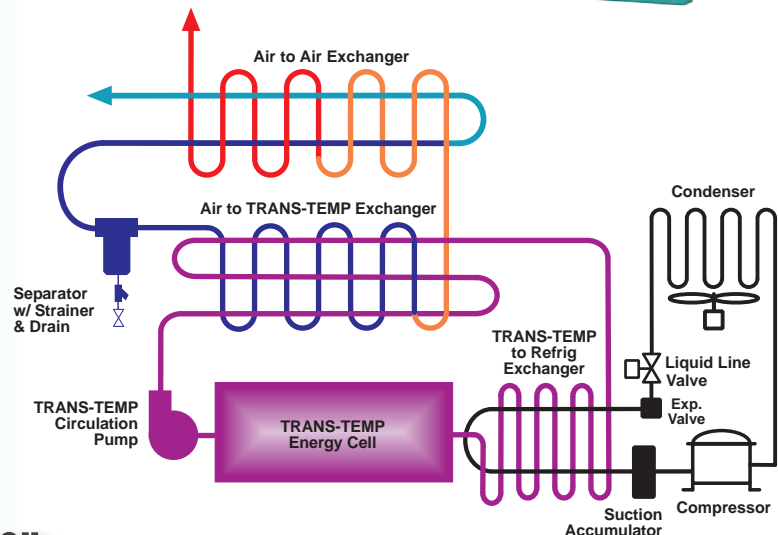 Air to Air Exchanger
Condenser
Air to TRANS-TEMP Exchanger
Separator
w/ Strainer
& Drain
TRANS-TEMP
to Refrig
Exchanger
Liquid Line
Valve
Exp.
Valve
TRANS-TEMP
Circulation
Pump
TRANS-TEMP
Energy Cell
Compressor
Suction
Accumulator